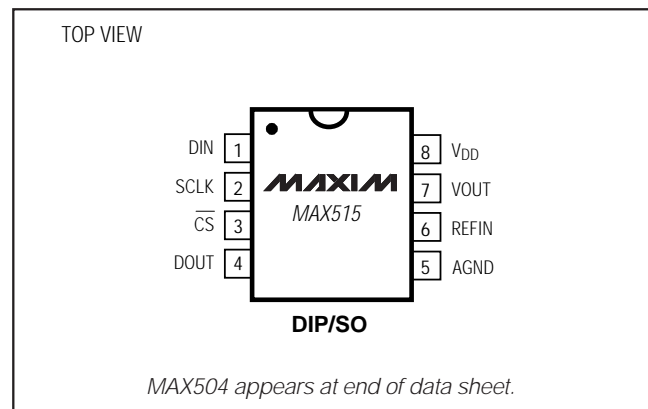 TOP VIEW
DIN 1
SCLK 2
C̅S̅ 3
DOUT 4
MAXIM
MAX515
8 VDD
7 VOUT
6 REFIN
5 AGND
DIP/SO
MAX504 appears at end of data sheet.